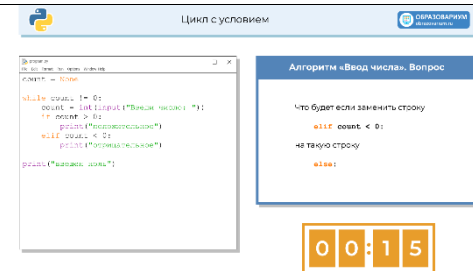 Цикл с условием
ОБРАЗОВАРИУМ
count = None
while count != 0:
count = int(input("Введи число: "))
if count > 0:
print("положительное")
elif count < 0:
print("отрицательное")
print("введен ноль")
Алгоритм «Ввод числа». Вопрос
Что будет если заменить строку
elif count < 0:
на такую строку
else:
00:15